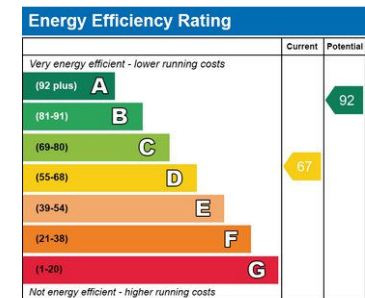 Energy Efficiency Rating
Current Potential
Very energy efficient - lower running costs
(92 plus) A
92
(81-91) B
(69-80) C
67
(55-68) D
(39-54) E
(21-38) F
(1-20) G
Not energy efficient - higher running costs